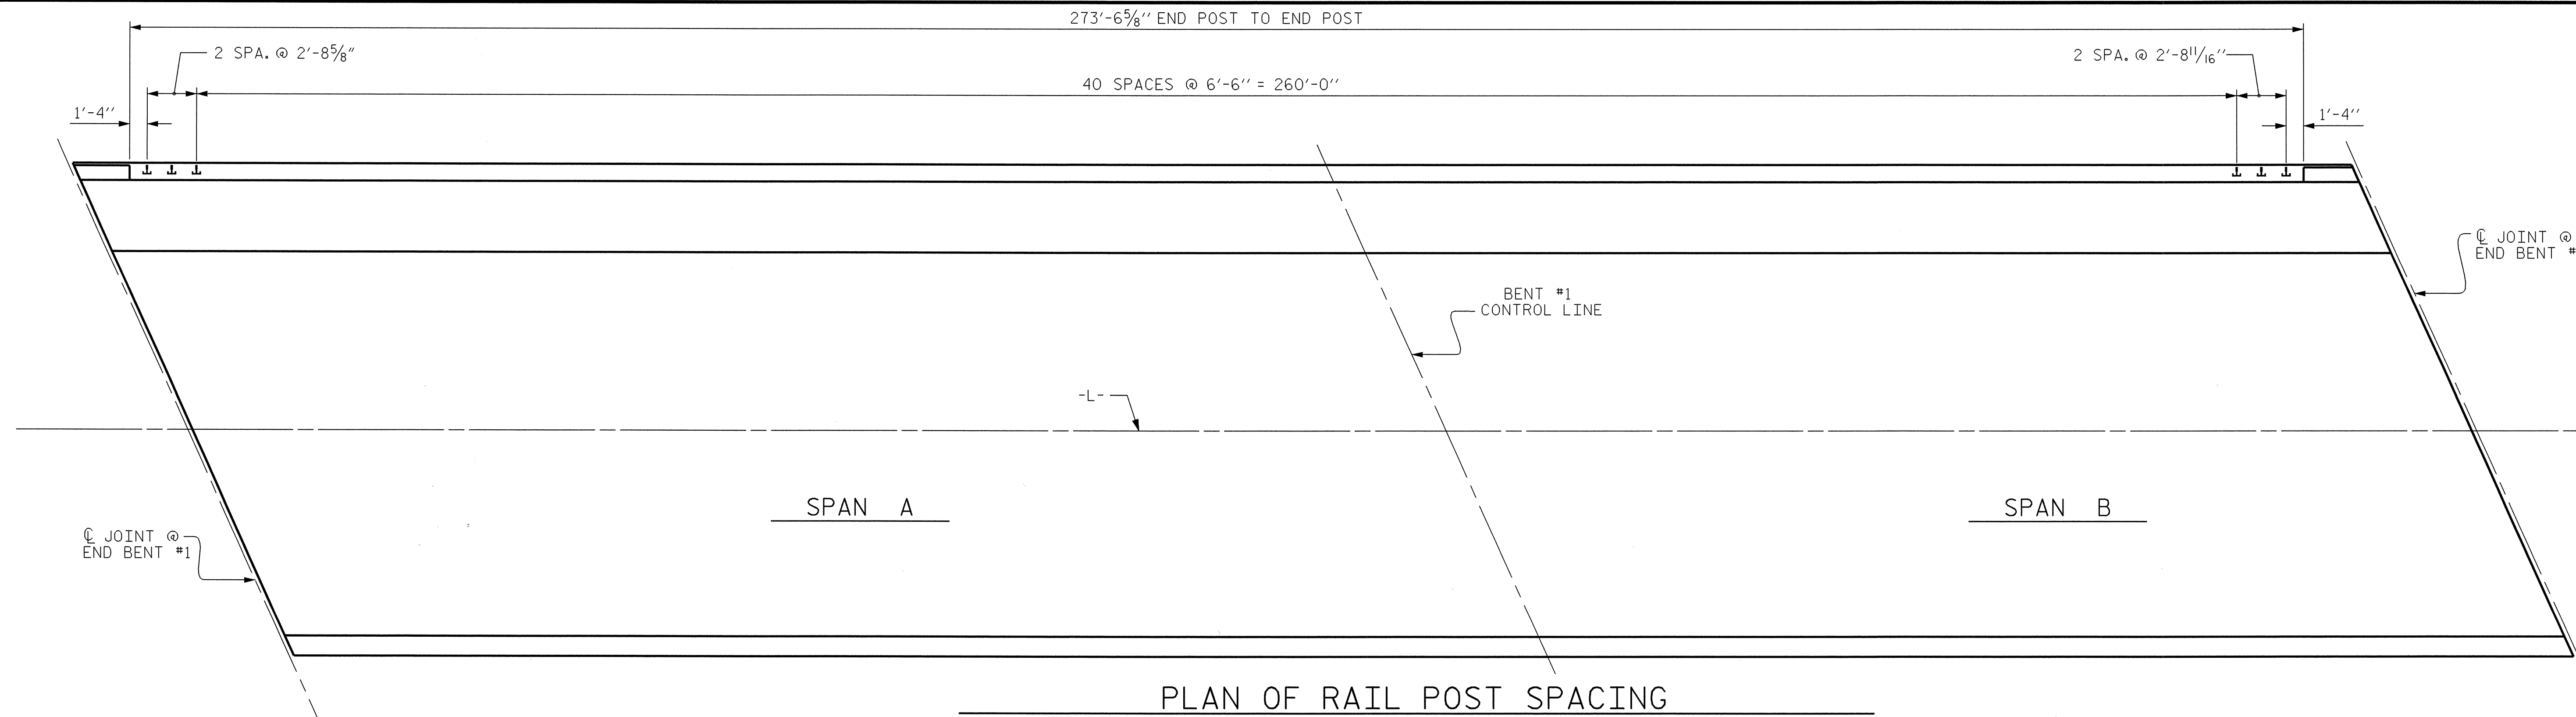 273'-6⅝" END POST TO END POST
2 SPA. @ 2'-8⅝"
2 SPA. @ 2'-8 11/16"
40 SPACES @ 6'-6" = 260'-0"
1'-4"
1'-4"
℄ JOINT @
END BENT #
BENT #1
CONTROL LINE
-L-
SPAN A
SPAN B
℄ JOINT @
END BENT #1
PLAN OF RAIL POST SPACING